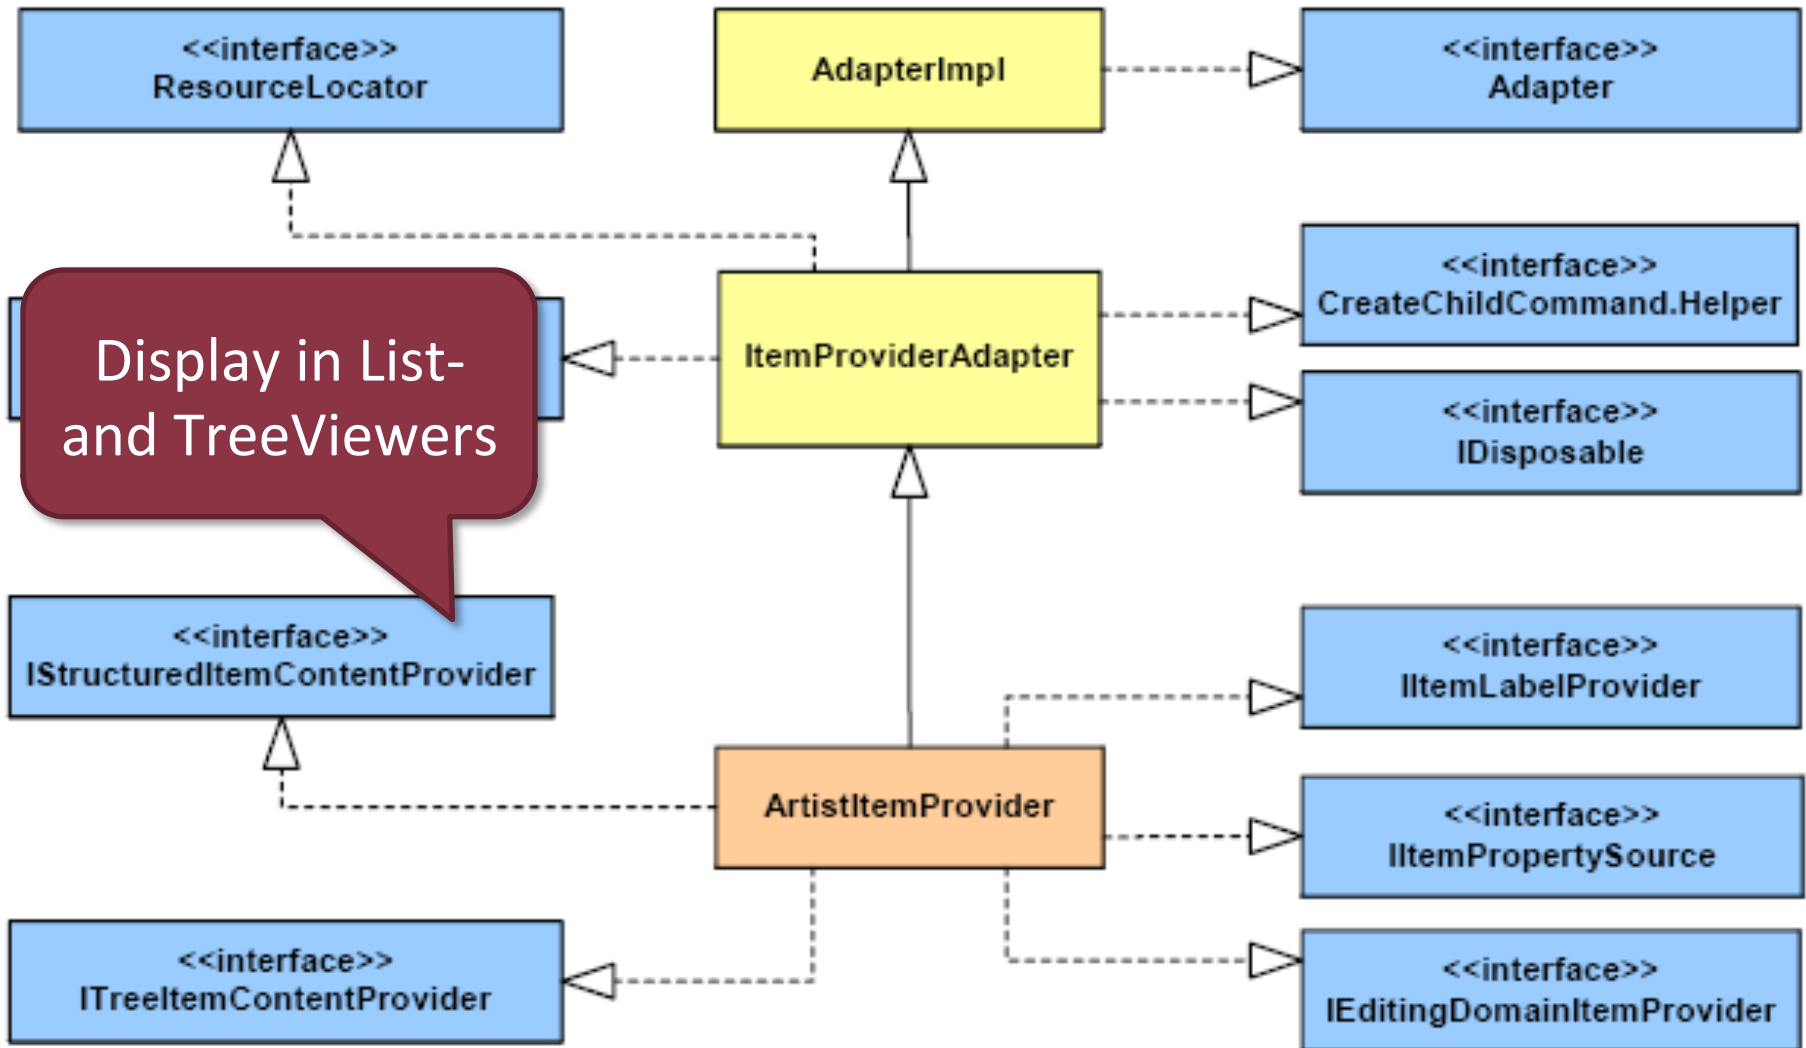 <<interface>>
ResourceLocator
AdapterImpl
<<interface>>
Adapter
<<interface>>
CreateChildCommand.Helper
Display in List-
and TreeViewers
ItemProviderAdapter
<<interface>>
IDisposable
<<interface>>
IStructuredItemContentProvider
<<interface>>
IItemLabelProvider
ArtistItemProvider
<<interface>>
IItemPropertySource
<<interface>>
ITreeItemContentProvider
<<interface>>
IEditingDomainItemProvider